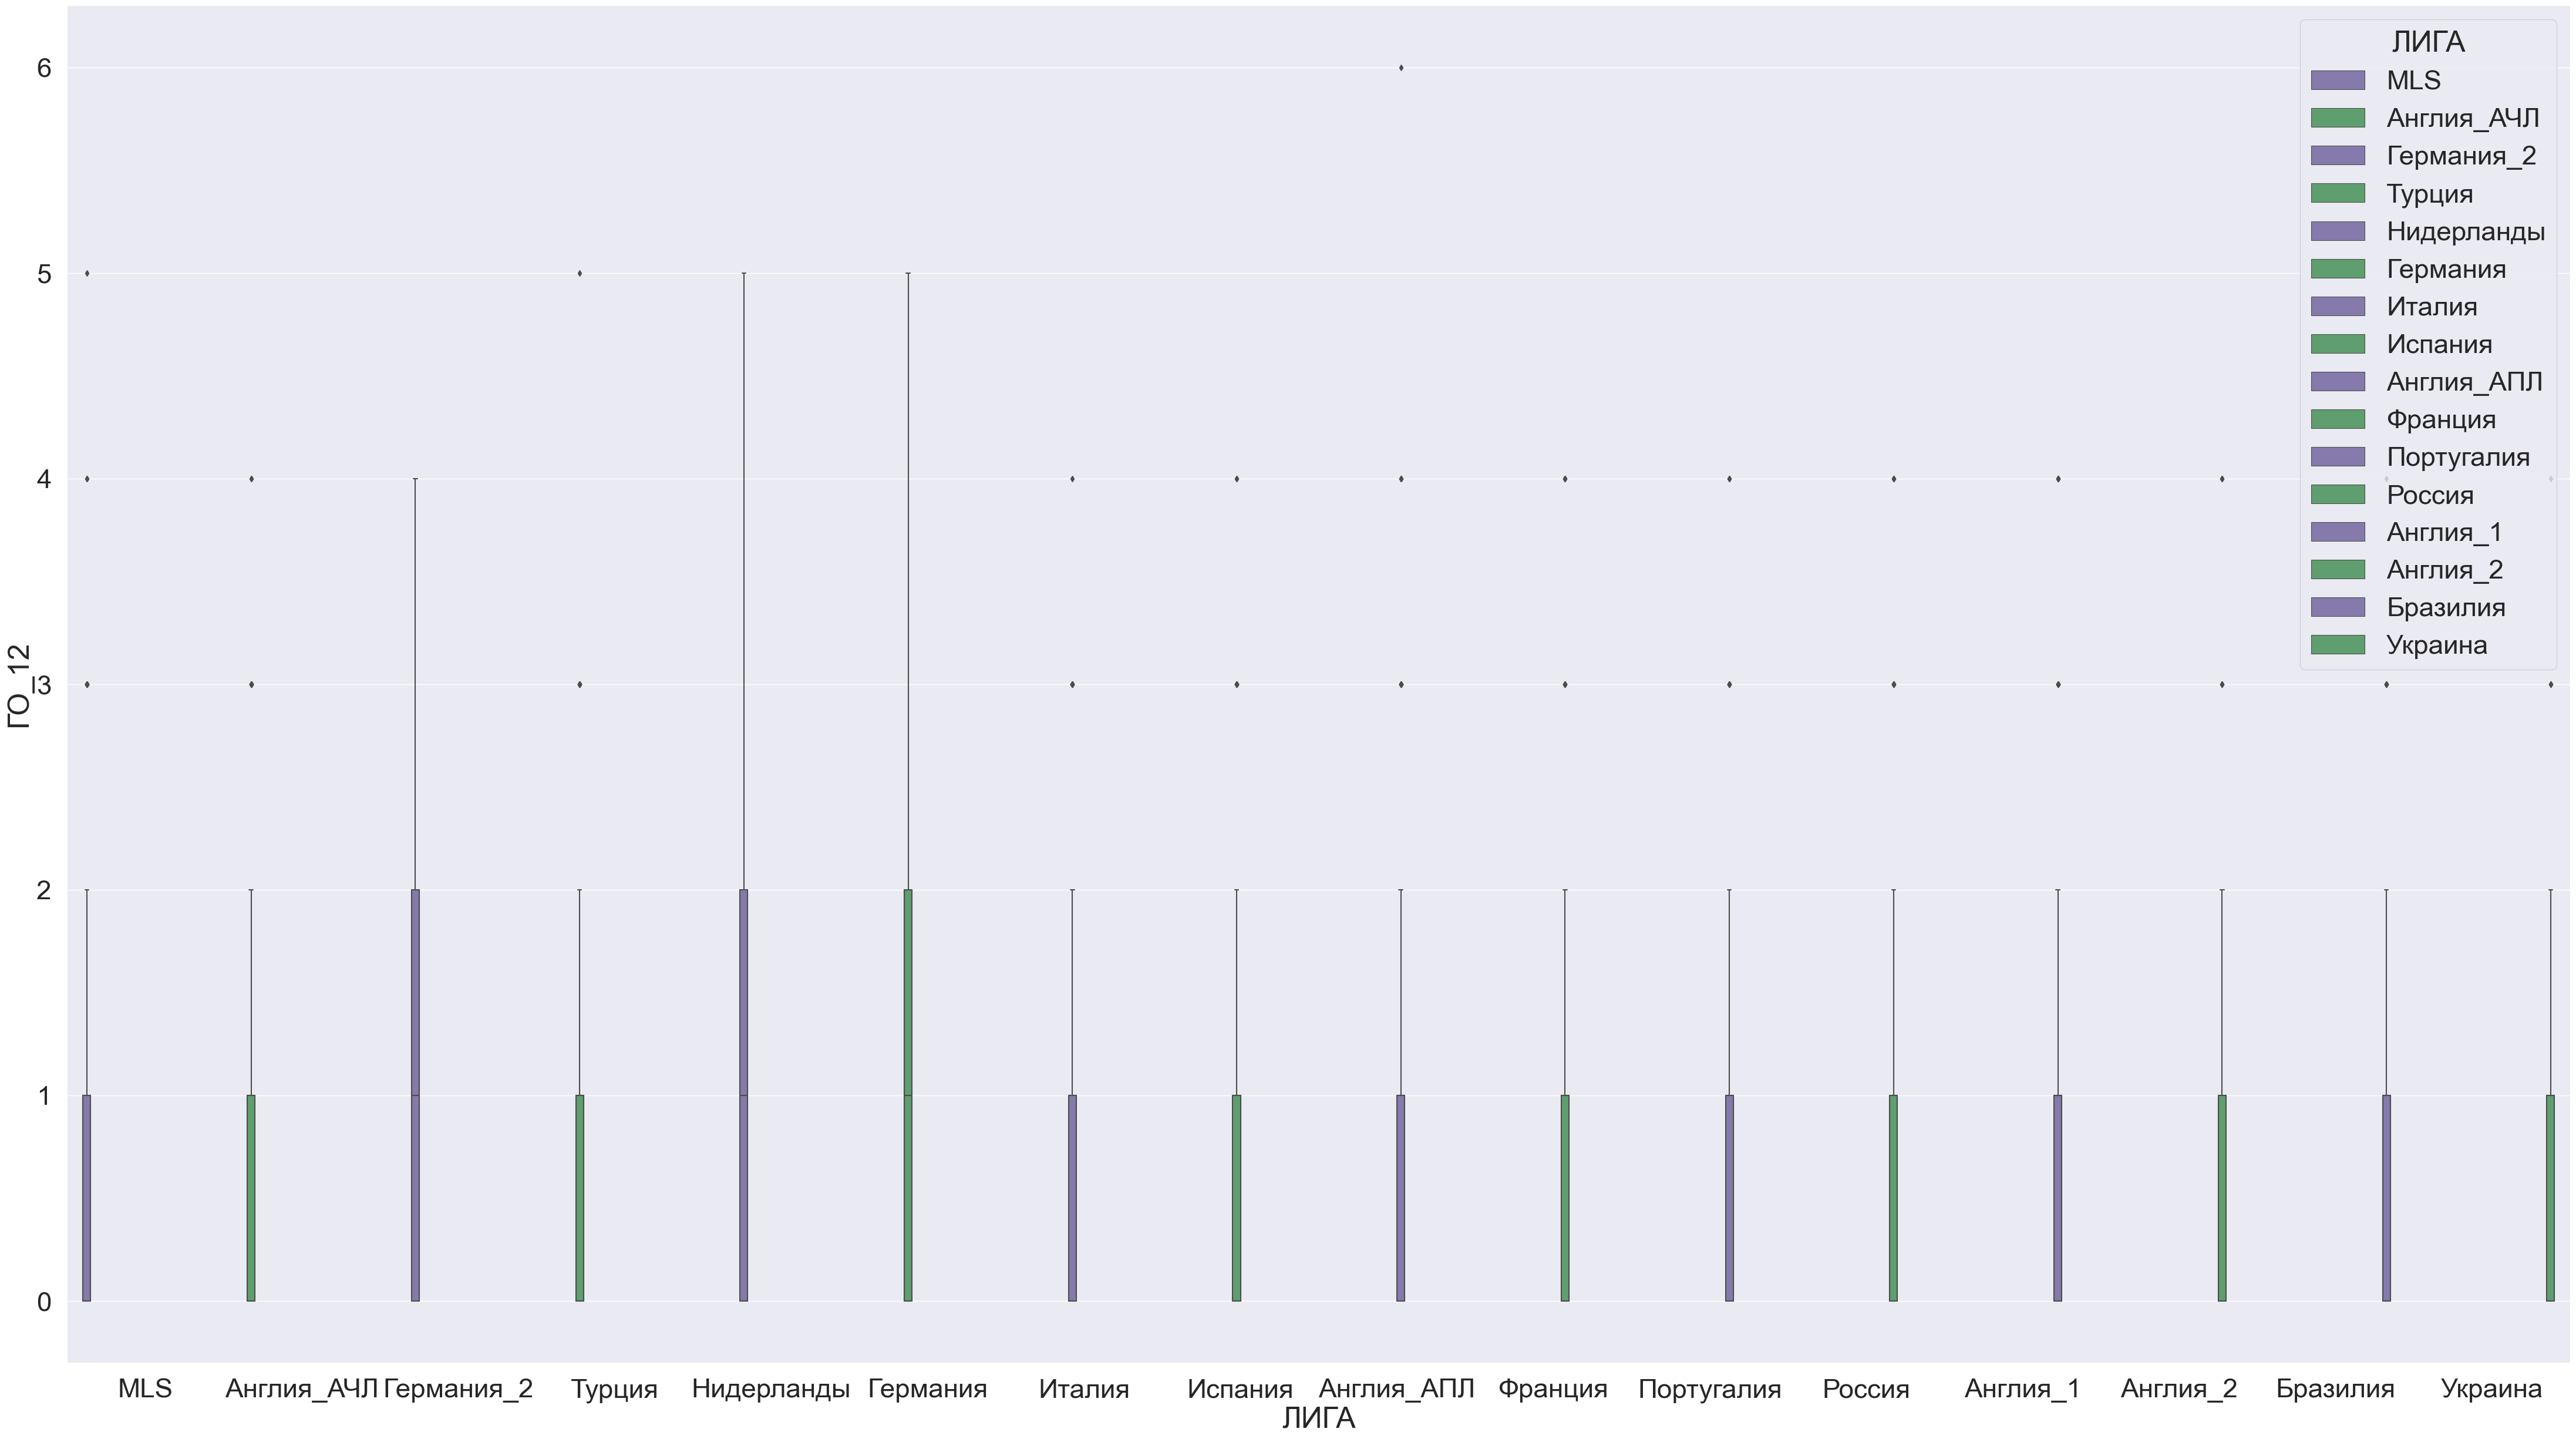 ЛИГА
MLS
Англия_АЧЛ
Германия_2
Турция
Нидерланды
Германия
Италия
Испания
Англия_АПЛ
Франция
Португалия
Россия
Англия_1
Англия_2
Бразилия
Украина
6
5
4
3
2
1
0
ГО_12
MLS Англия_АЧЛ Германия_2 Турция Нидерланды Германия Италия Испания Англия_АПЛ Франция Португалия Россия Англия_1 Англия_2 Бразилия Украина
ЛИГА